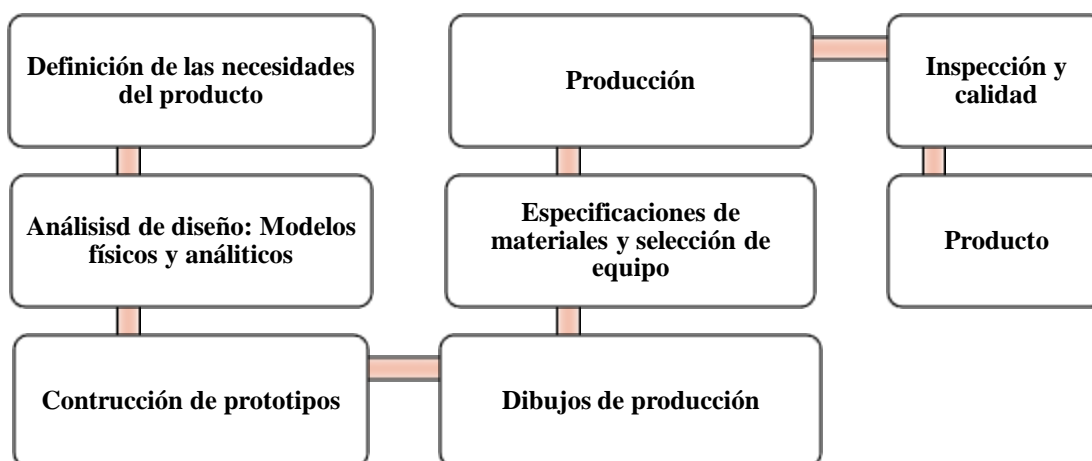 Definición de las necesidades
del producto
Análisisd de diseño: Modelos
físicos y análiticos
Contrucción de prototipos
Dibujos de producción
Especificaciones de
materiales y selección de
equipo
Producción
Inspección y
calidad
Producto